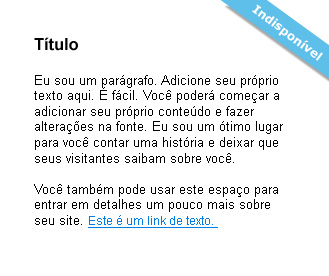 Indisponível
Título
Eu sou um parágrafo. Adicione seu próprio
texto aqui. É fácil. Você poderá começar a
adicionar seu próprio conteúdo e fazer
alterações na fonte. Eu sou um ótimo lugar
para você contar uma história e deixar que
seus visitantes saibam sobre você.
Você também pode usar este espaço para
entrar em detalhes um pouco mais sobre
seu site. Este é um link de texto.